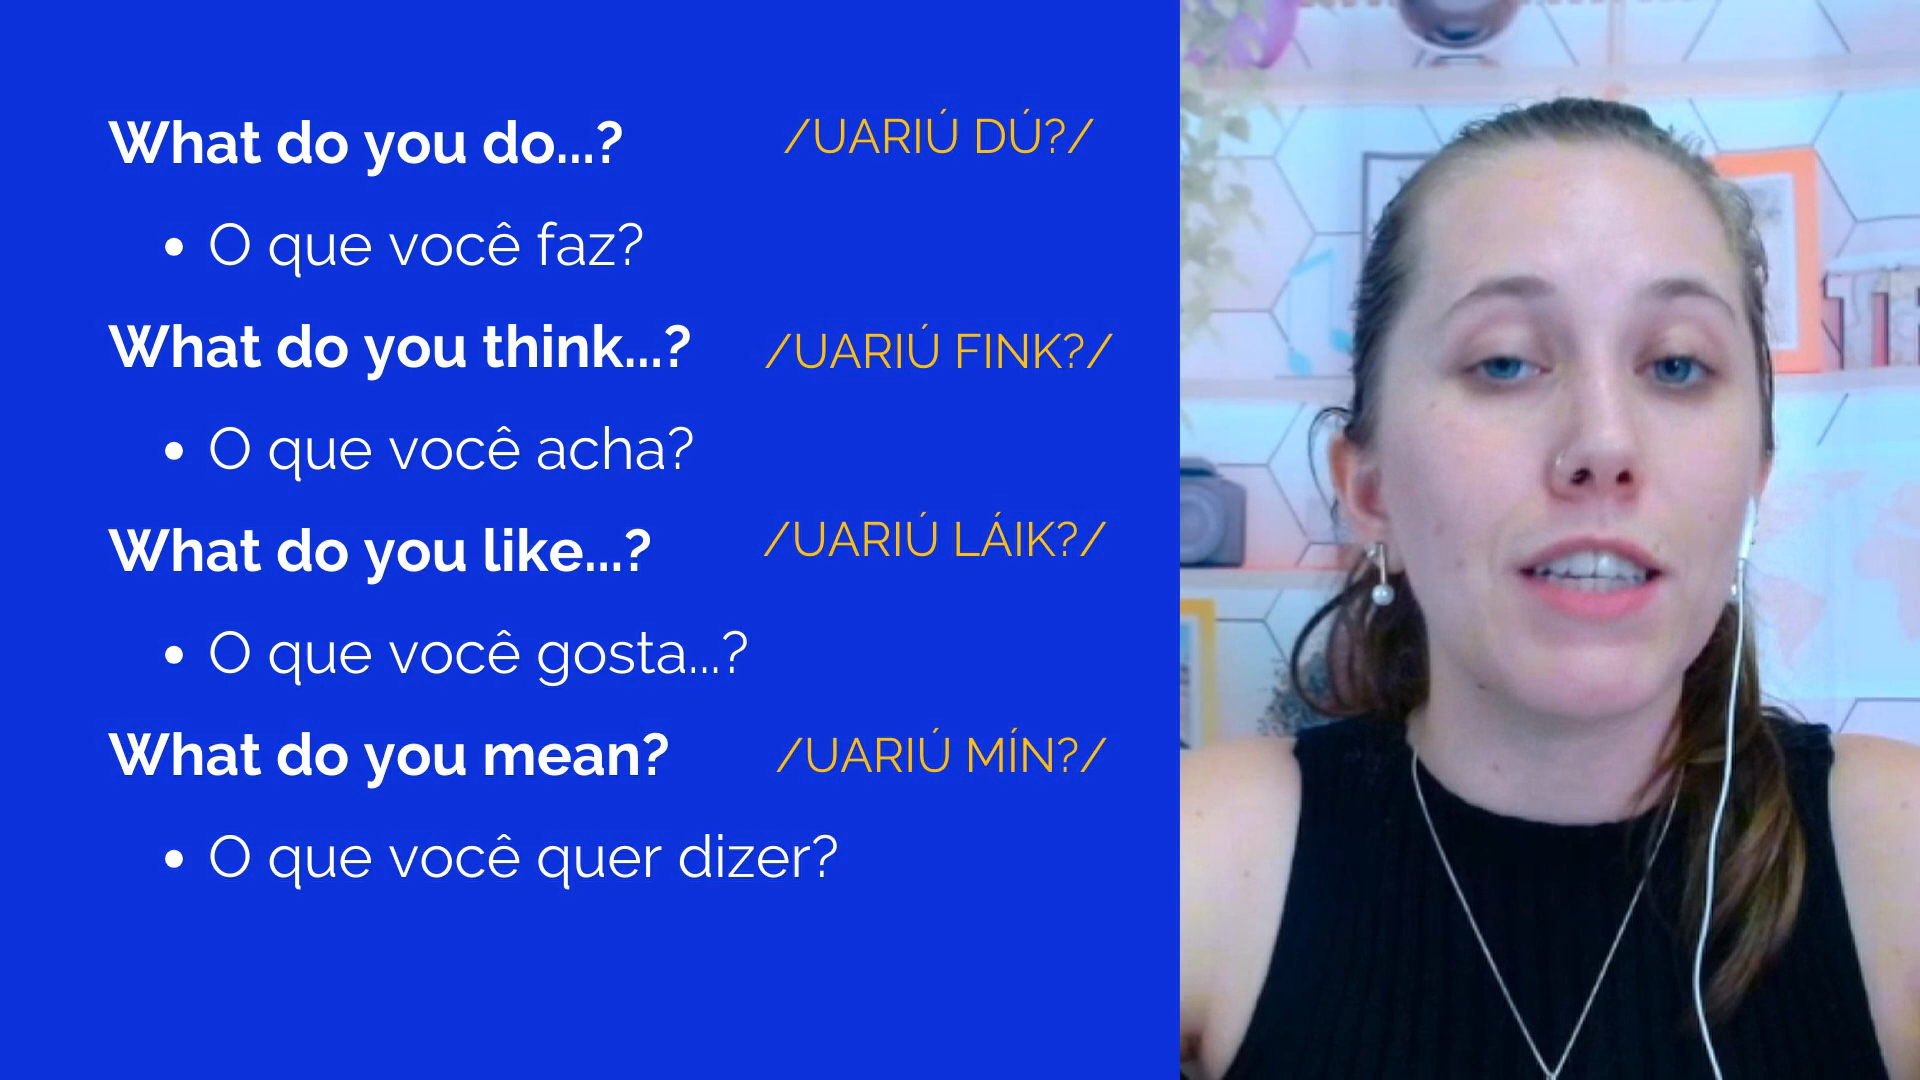 What do you do...? /UARIÚ DÚ?/
• O que você faz?
What do you think...? /UARIÚ FINK?/
• O que você acha?
What do you like...? /UARIÚ LÁIK?/
• O que você gosta...?
What do you mean? /UARIÚ MÍN?/
• O que você quer dizer?